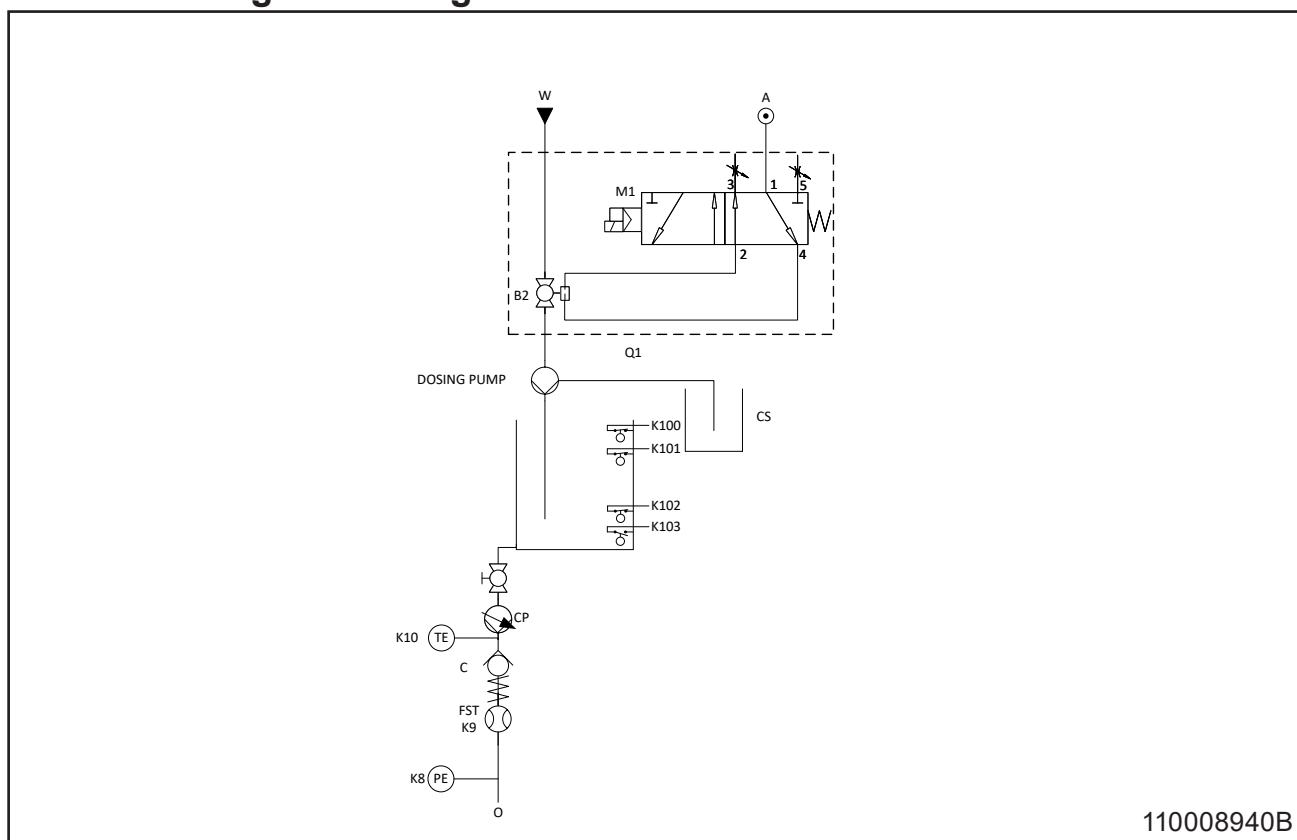 W
A
M1
3
1
5
2
4
B2
Q1
DOSING PUMP
CS
K100
K101
K102
K103
CP
K10
TE
C
FST
K9
K8
PE
O
110008940B